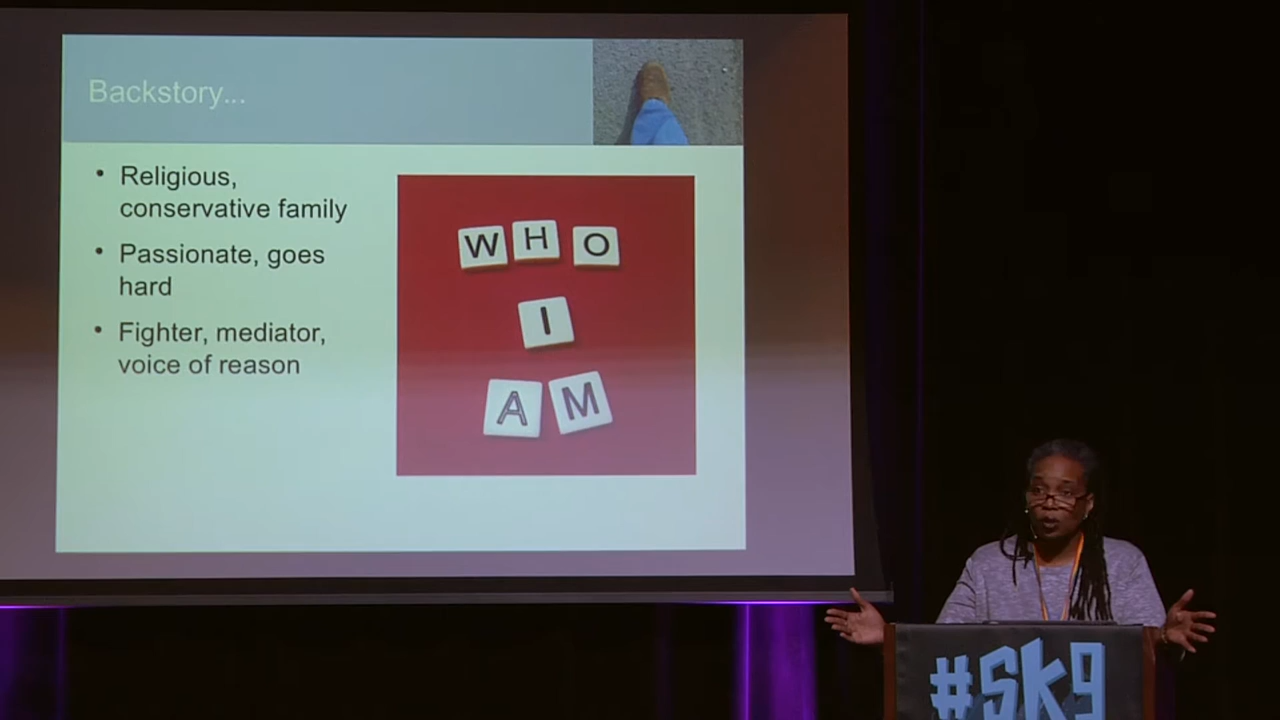 Backstory...
• Religious,
conservative family
• Passionate, goes
hard
• Fighter, mediator,
voice of reason
WHO
I
AM
#SK9